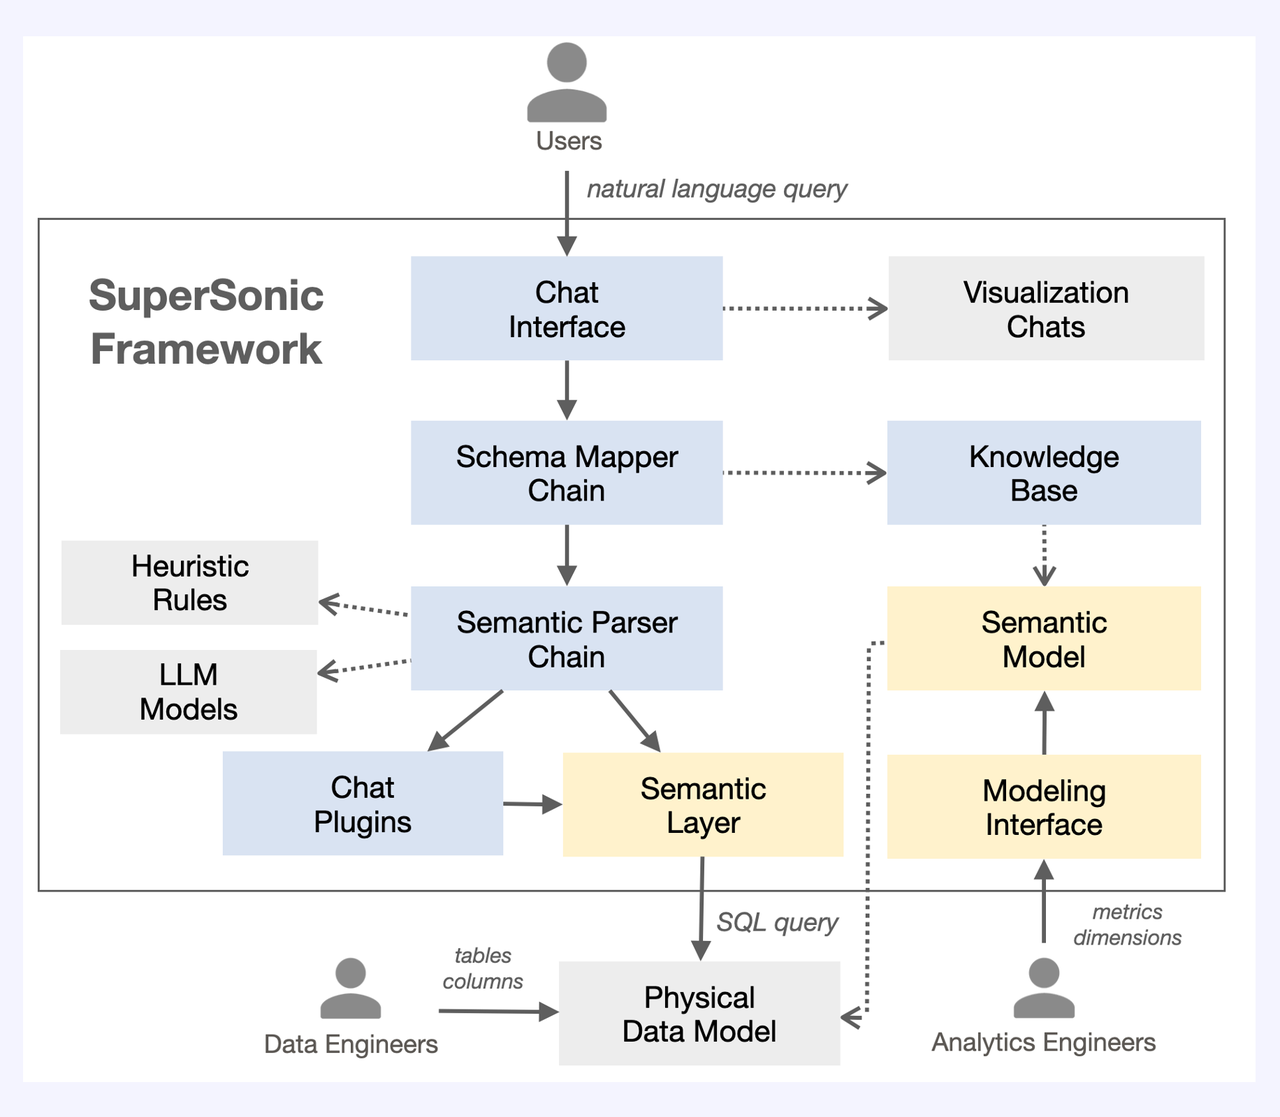 Users
natural language query
SuperSonic
Framework
Chat
Interface
Visualization
Chats
Schema Mapper
Chain
Knowledge
Base
Heuristic
Rules
Semantic Parser
Chain
Semantic
Model
LLM
Models
Chat
Plugins
Semantic
Layer
Modeling
Interface
SQL query
metrics
dimensions
tables
columns
Data Engineers
Physical
Data Model
Analytics Engineers